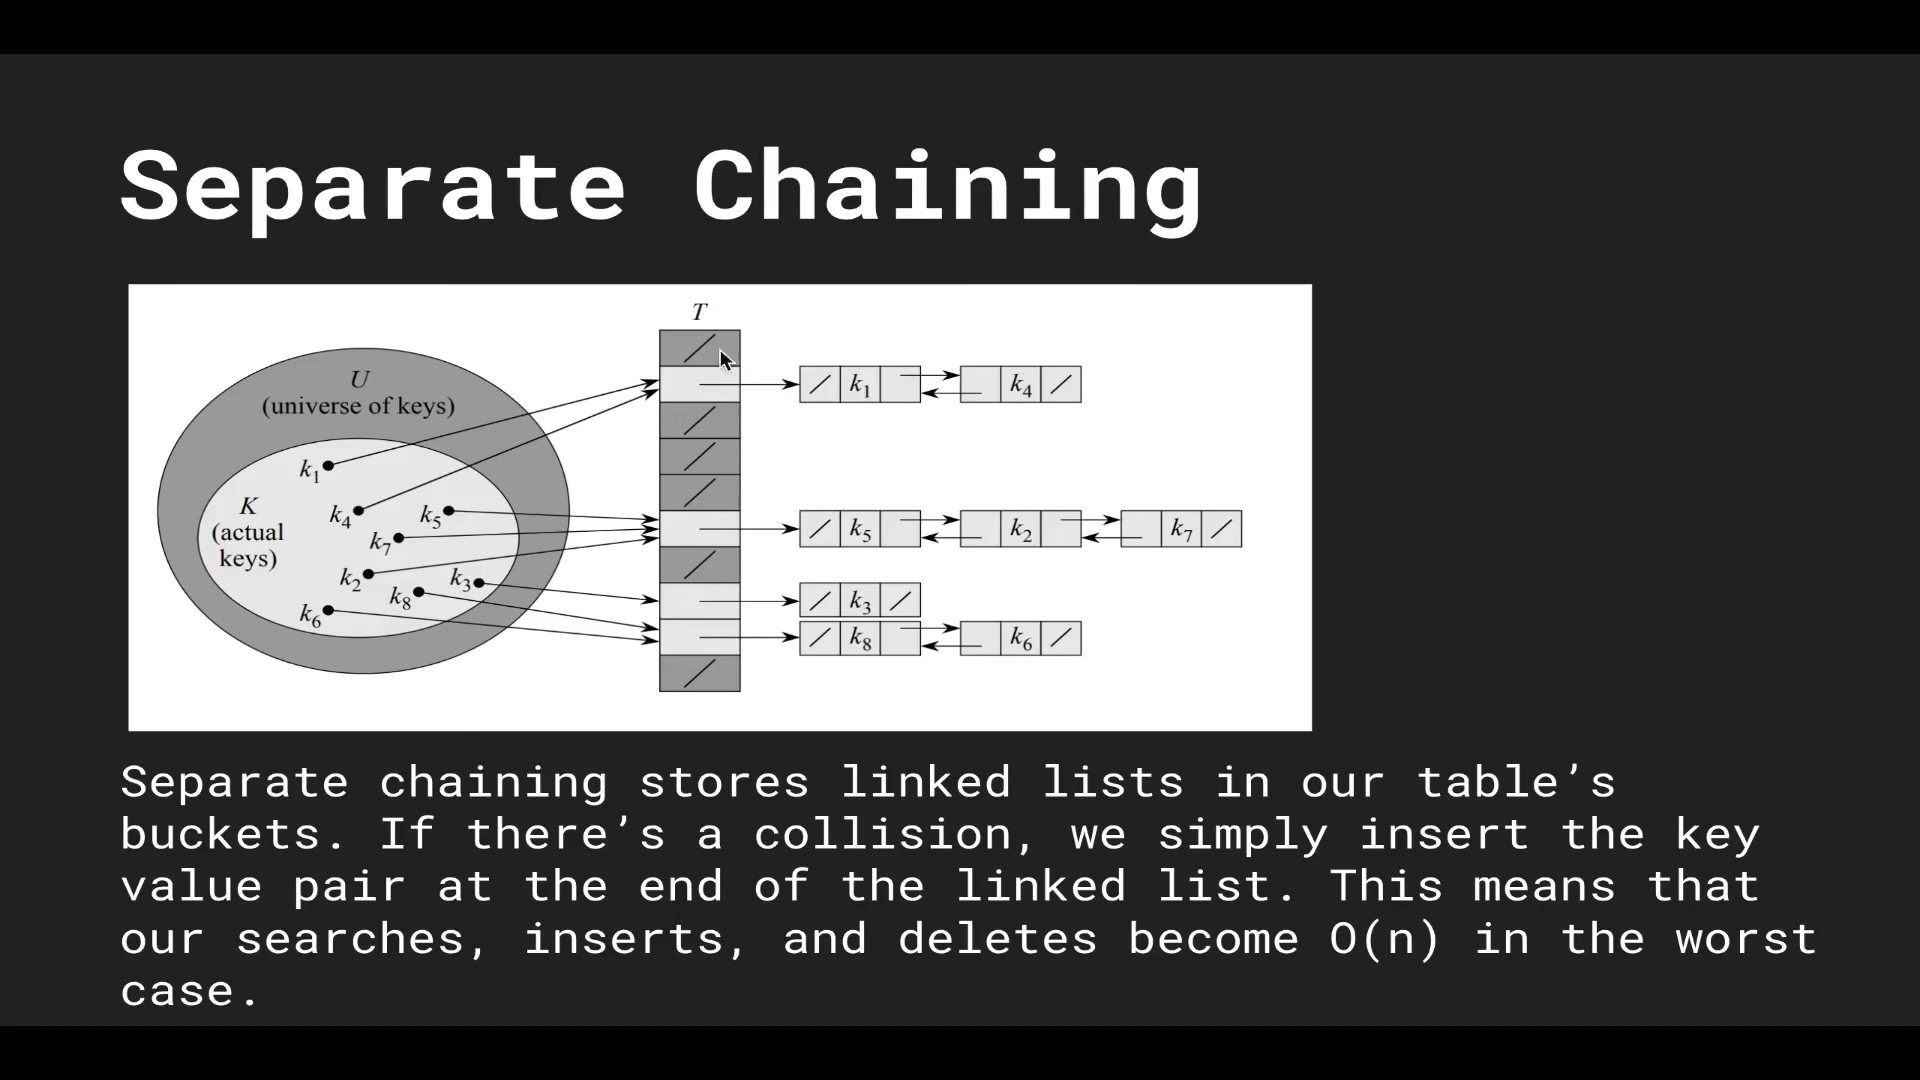 Separate Chaining
T
U
(universe of keys)
K
(actual
keys)
k1
k4
k5
k7
k2
k8
k3
k6
k1
k4
k5
k2
k7
k3
k8
k6
Separate chaining stores linked lists in our table’s
buckets. If there’s a collision, we simply insert the key
value pair at the end of the linked list. This means that
our searches, inserts, and deletes become O(n) in the worst
case.